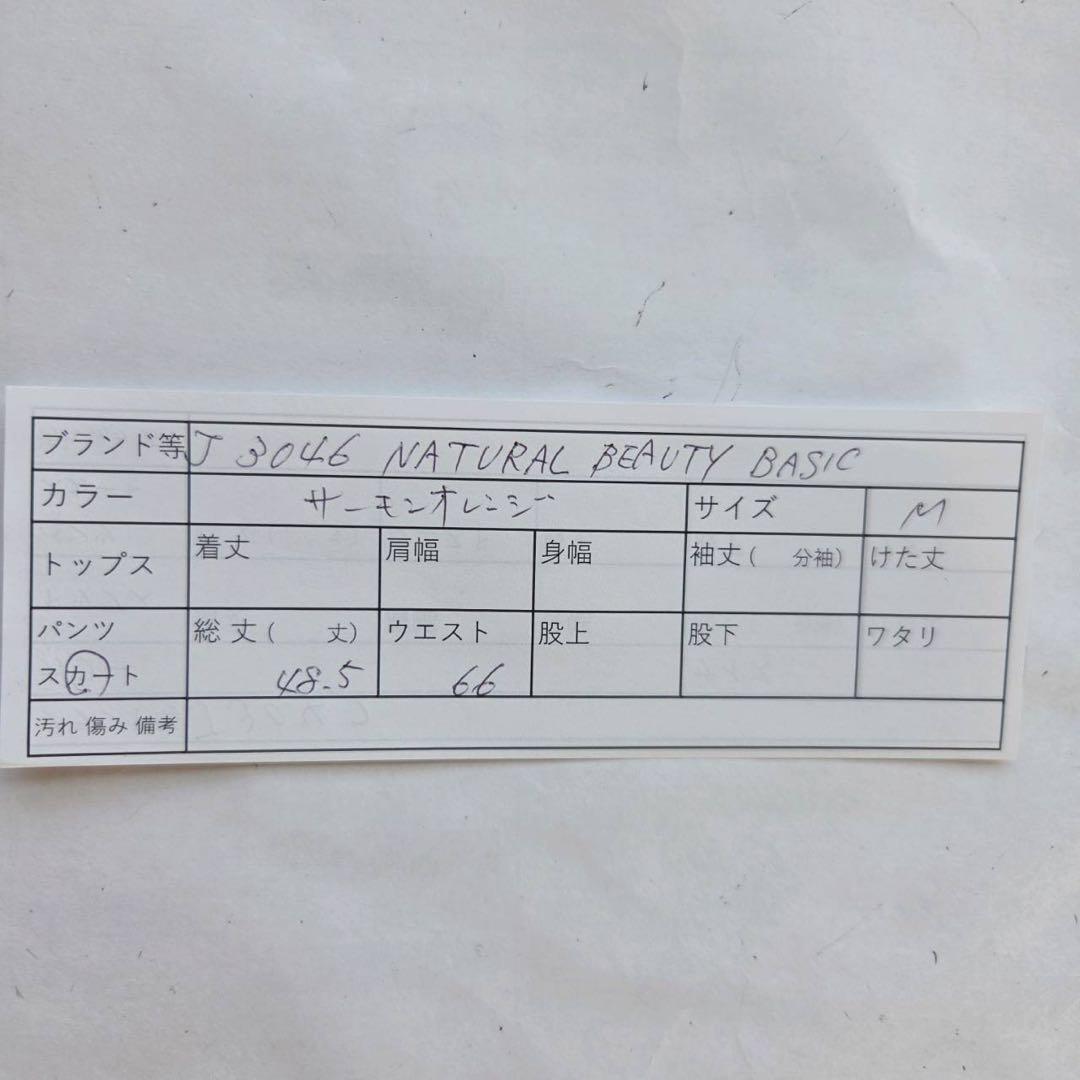 ブランド等 J 3046 NATURAL BEAUTY BASIC
カラー サーモンオレンジ サイズ M
トップス 着丈 肩幅 身幅 袖丈( 分袖) けた丈
パンツ 総丈( 丈) ウエスト 股上 股下 ワタリ
スカート 48.5 66
汚れ 傷み 備考